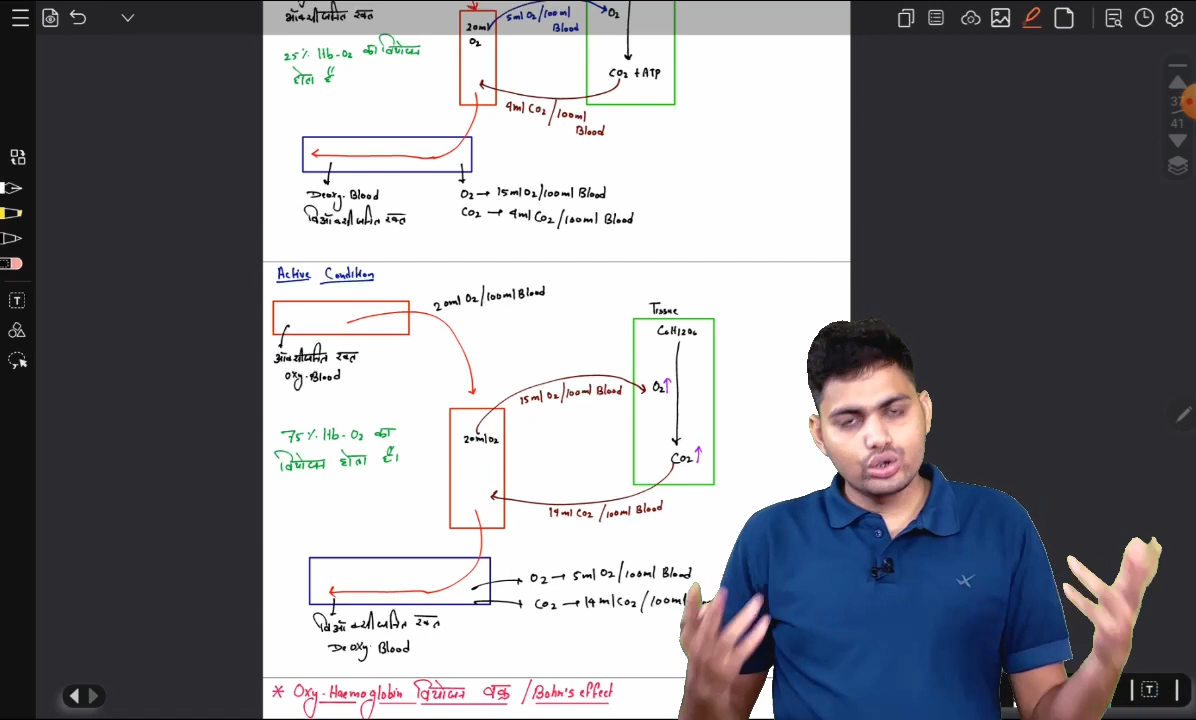 ऑक्सीजनित रक्त
20ml
O2
5ml O2/100ml
Blood
O2
25% Hb-O2 का वियोजन
होता है
CO2 + ATP
4ml CO2/100ml
Blood
Deoxy-Blood
विऑक्सीजनित रक्त
O2 → 15ml O2/100ml Blood
CO2 → 4ml CO2/100ml Blood
37
41
Active Condition
20ml O2/100ml Blood
Tissue
C6H12O6
ऑक्सीजनित रक्त
Oxy-Blood
15ml O2/100ml Blood
O2↑
75% Hb-O2 का
वियोजन होता है।
20ml O2
CO2↑
14ml CO2/100ml Blood
O2 → 5ml O2/100ml Blood
CO2 → 14ml CO2/100ml
विऑक्सीजनित रक्त
Deoxy-Blood
* Oxy-Haemoglobin वियोजन वक्र /Bohn's effect